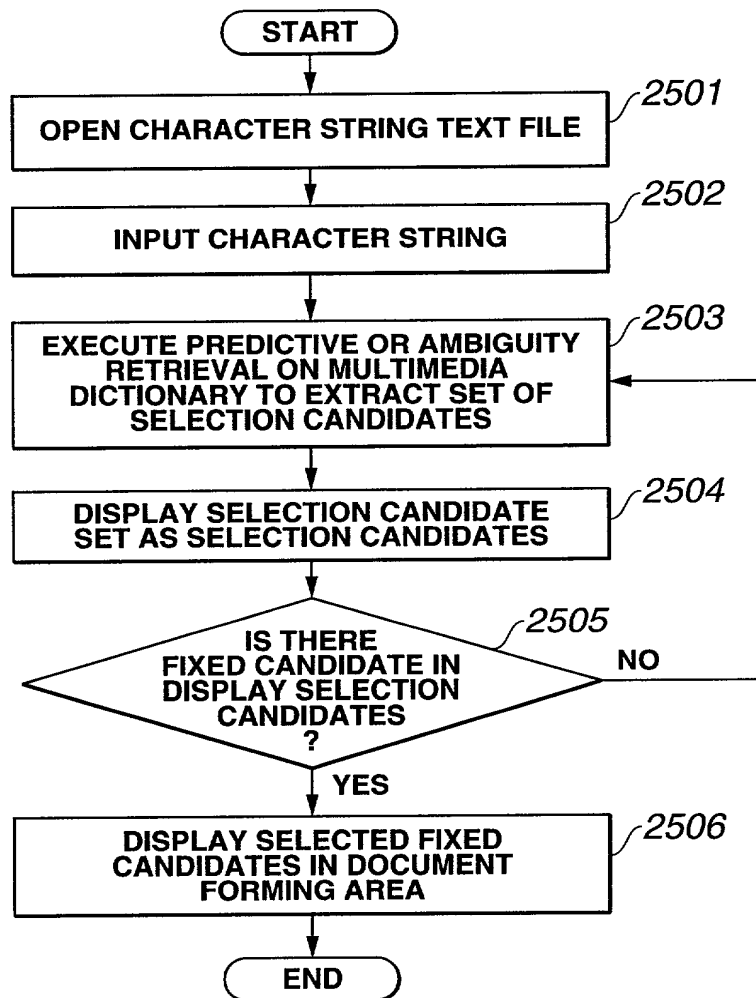 START
2501
OPEN CHARACTER STRING TEXT FILE
2502
INPUT CHARACTER STRING
2503
EXECUTE PREDICTIVE OR AMBIGUITY
RETRIEVAL ON MULTIMEDIA
DICTIONARY TO EXTRACT SET OF
SELECTION CANDIDATES
2504
DISPLAY SELECTION CANDIDATE
SET AS SELECTION CANDIDATES
2505
IS THERE
FIXED CANDIDATE IN
DISPLAY SELECTION
CANDIDATES
?
NO
YES
2506
DISPLAY SELECTED FIXED
CANDIDATES IN DOCUMENT
FORMING AREA
END